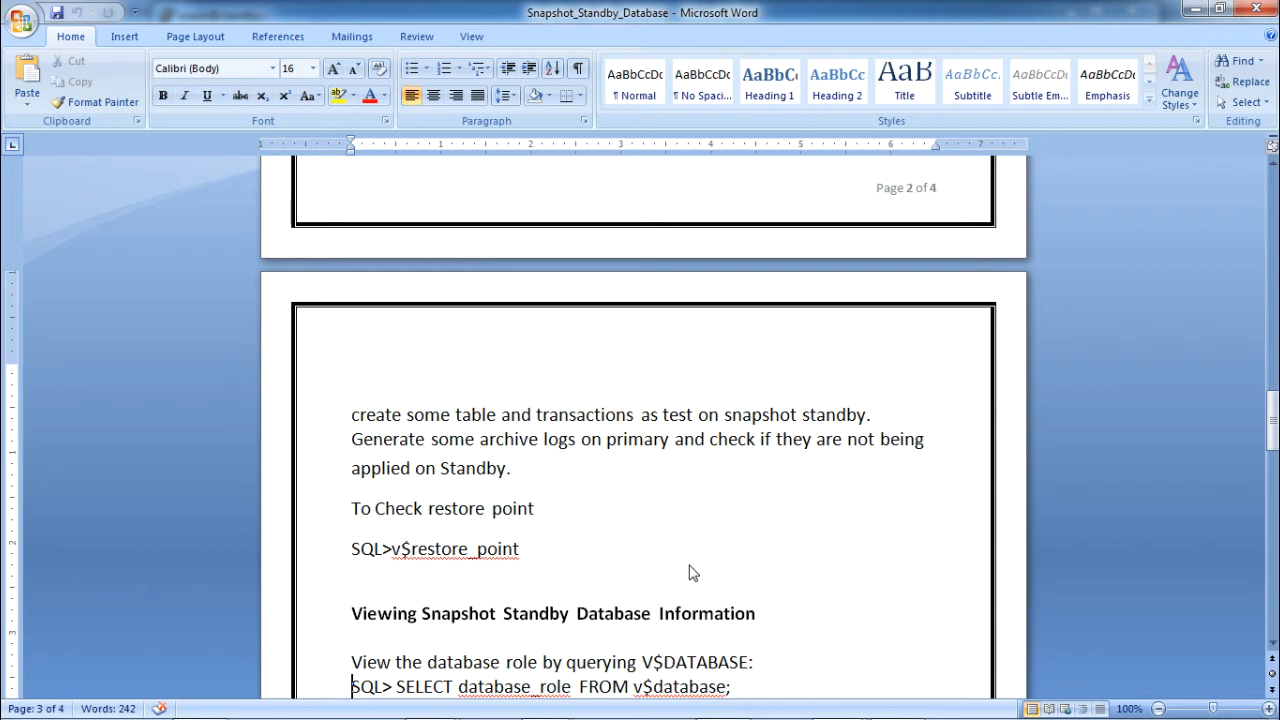 Snapshot_Standby_Database - Microsoft Word
Home Insert Page Layout References Mailings Review View
Paste
Cut
Copy
Format Painter
Clipboard
Calibri (Body) 16
B I U abc x₂ x² Aa
Font
Paragraph
AaBbCcDc AaBbCcDc AaBbC AaBbCc AaB AaBbCc. AaBbCcDc AaBbCcDc
¶ Normal ¶ No Spaci... Heading 1 Heading 2 Title Subtitle Subtle Em... Emphasis
Change Styles
Styles
Find
Replace
Select
Editing
Page 2 of 4
create some table and transactions as test on snapshot standby.
Generate some archive logs on primary and check if they are not being
applied on Standby.
To Check restore point
SQL>v$restore_point
Viewing Snapshot Standby Database Information
View the database role by querying V$DATABASE:
SQL> SELECT database_role FROM v$database;
Page: 3 of 4 Words: 242 100%